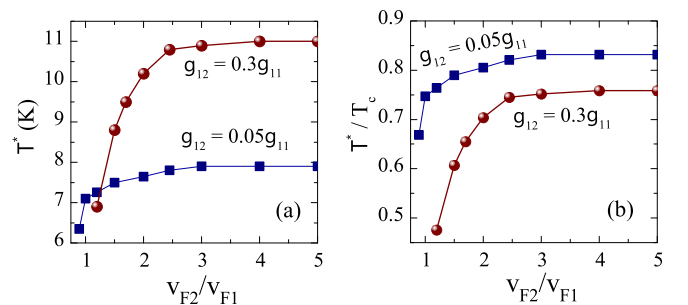 11
10
9
8
7
6
T* (K)
g12 = 0.3g11
g12 = 0.05g11
(a)
1 2 3 4 5
vF2/vF1
0.9
0.8
0.7
0.6
0.5
T* / Tc
g12 = 0.05g11
g12 = 0.3g11
(b)
1 2 3 4 5
vF2/vF1